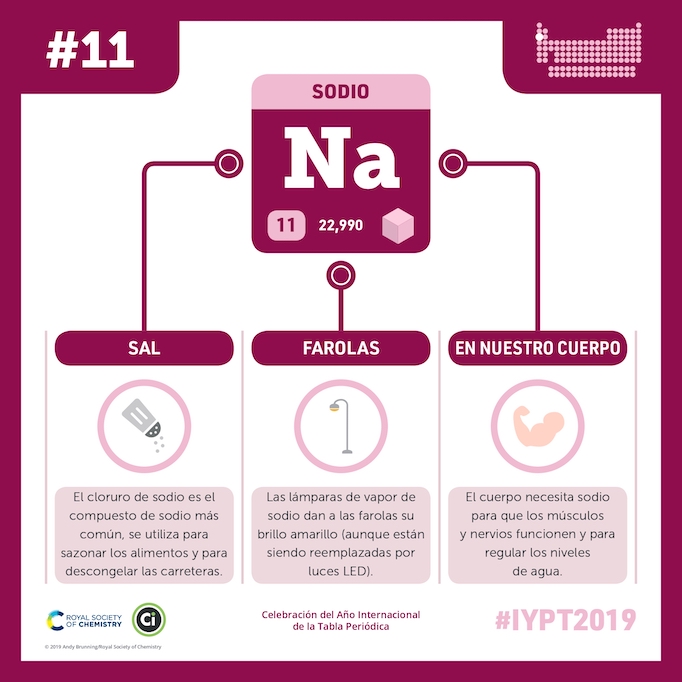 #11
SODIO
Na
11 22,990
SAL
El cloruro de sodio es el
compuesto de sodio más
común, se utiliza para
sazonar los alimentos y para
descongelar las carreteras.
FAROLAS
Las lámparas de vapor de
sodio dan a las farolas su
brillo amarillo (aunque están
siendo reemplazadas por
luces LED).
EN NUESTRO CUERPO
El cuerpo necesita sodio
para que los músculos
y nervios funcionen y para
regular los niveles
de agua.
ROYAL SOCIETY
OF CHEMISTRY
Ci
© 2019 Andy Brunning/Royal Society of Chemistry
Celebración del Año Internacional
de la Tabla Periódica
#IYPT2019